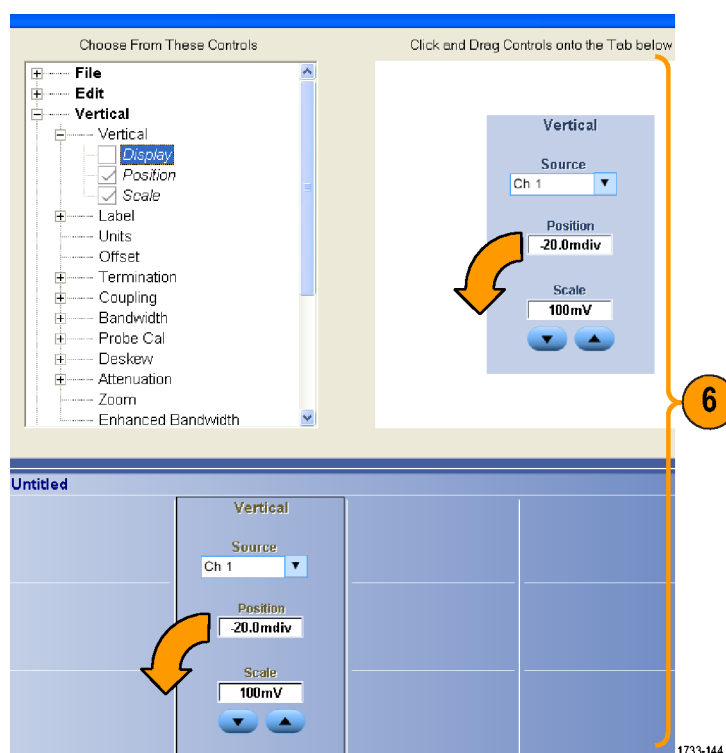 Choose From These Controls
Click and Drag Controls onto the Tab below
File
Edit
Vertical
Vertical
Display
Position
Scale
Label
Units
Offset
Termination
Coupling
Bandwidth
Probe Cal
Deskew
Attenuation
Zoom
Enhanced Bandwidth
Vertical
Source
Ch 1
Position
-20.0mdiv
Scale
100mV
6
Untitled
Vertical
Source
Ch 1
Position
-20.0mdiv
Scale
100mV
1733-144